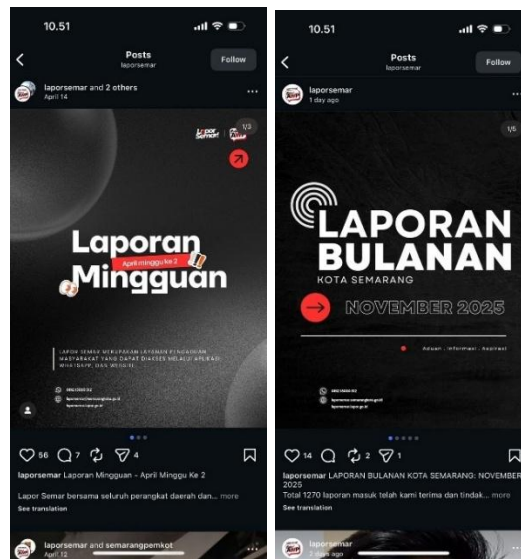 10.51
Posts
laporsemar
Follow
laporsemar and 2 others
April 14
1/3
Lapor
Semar!
Laporan
April minggu ke 2
Mingguan
LAPOR SEMAR MERUPAKAN LAYANAN PENGADUAN
MASYARAKAT YANG DAPAT DIAKSES MELALUI APLIKASI,
WHATSAPP, DAN WEBSITE.
56
7
4
laporsemar Laporan Mingguan - April Minggu Ke 2
Lapor Semar bersama seluruh perangkat daerah dan... more
See translation
laporsemar and semarangpemkot
April 12
10.51
Posts
laporsemar
Follow
laporsemar
1 day ago
1/5
LAPORAN
BULANAN
KOTA SEMARANG
NOVEMBER 2025
Aduan . Informasi . Aspirasi
14
2
1
laporsemar LAPORAN BULANAN KOTA SEMARANG: NOVEMBER
2025
Total 1270 laporan masuk telah kami terima dan tindak... more
See translation
laporsemar
2 days ago